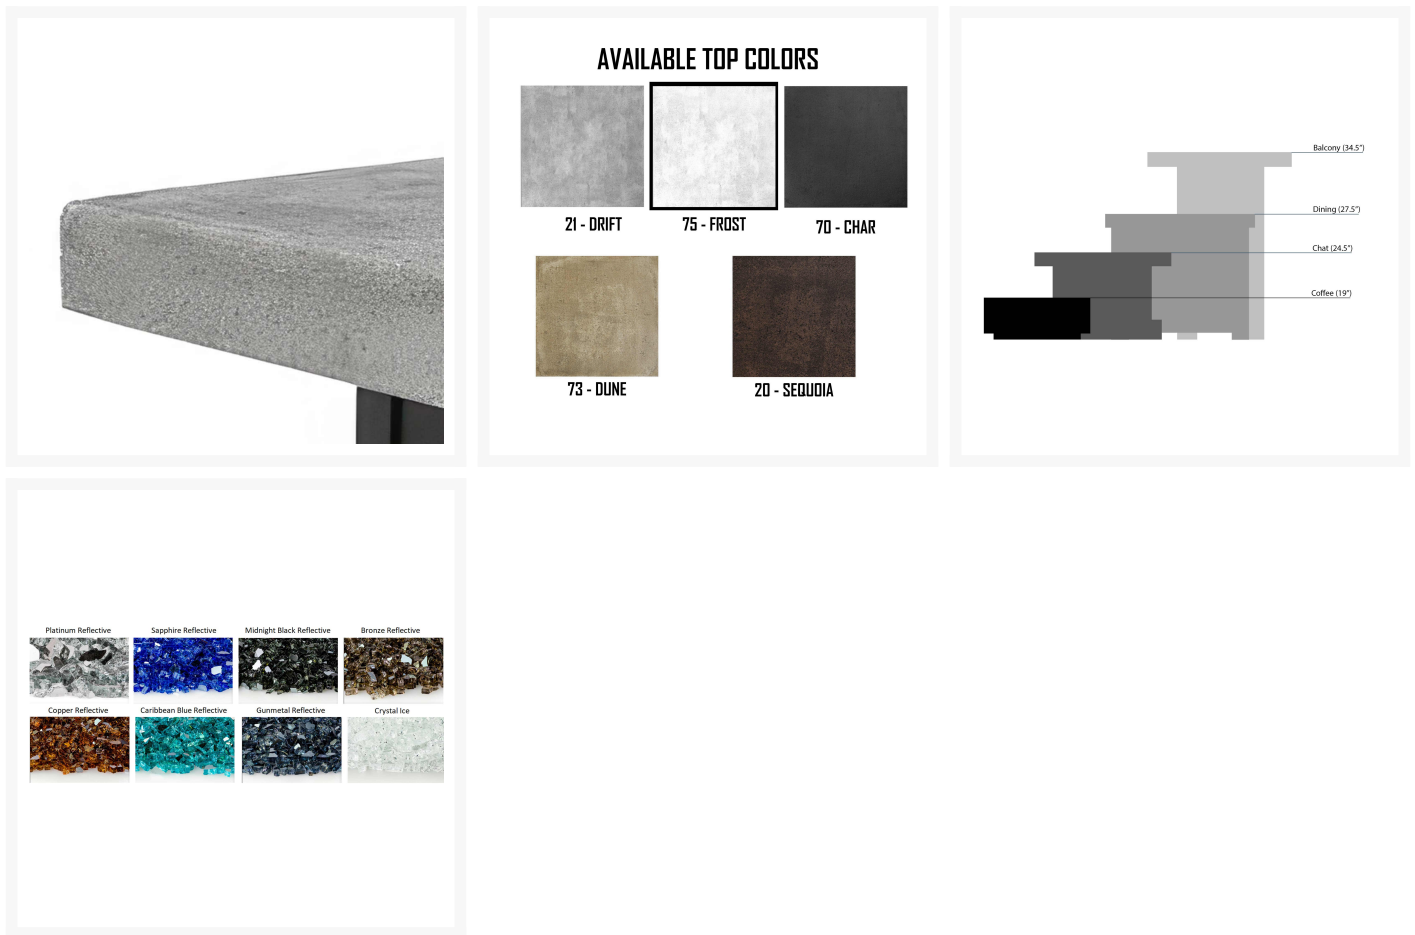 AVAILABLE TOP COLORS
21 - DRIFT
75 - FROST
70 - CHAR
73 - DUNE
20 - SEQUOIA
Balcony (34.5")
Dining (27.5")
Chat (24.5")
Coffee (19")
Platinum Reflective
Sapphire Reflective
Midnight Black Reflective
Bronze Reflective
Copper Reflective
Caribbean Blue Reflective
Gunmetal Reflective
Crystal Ice